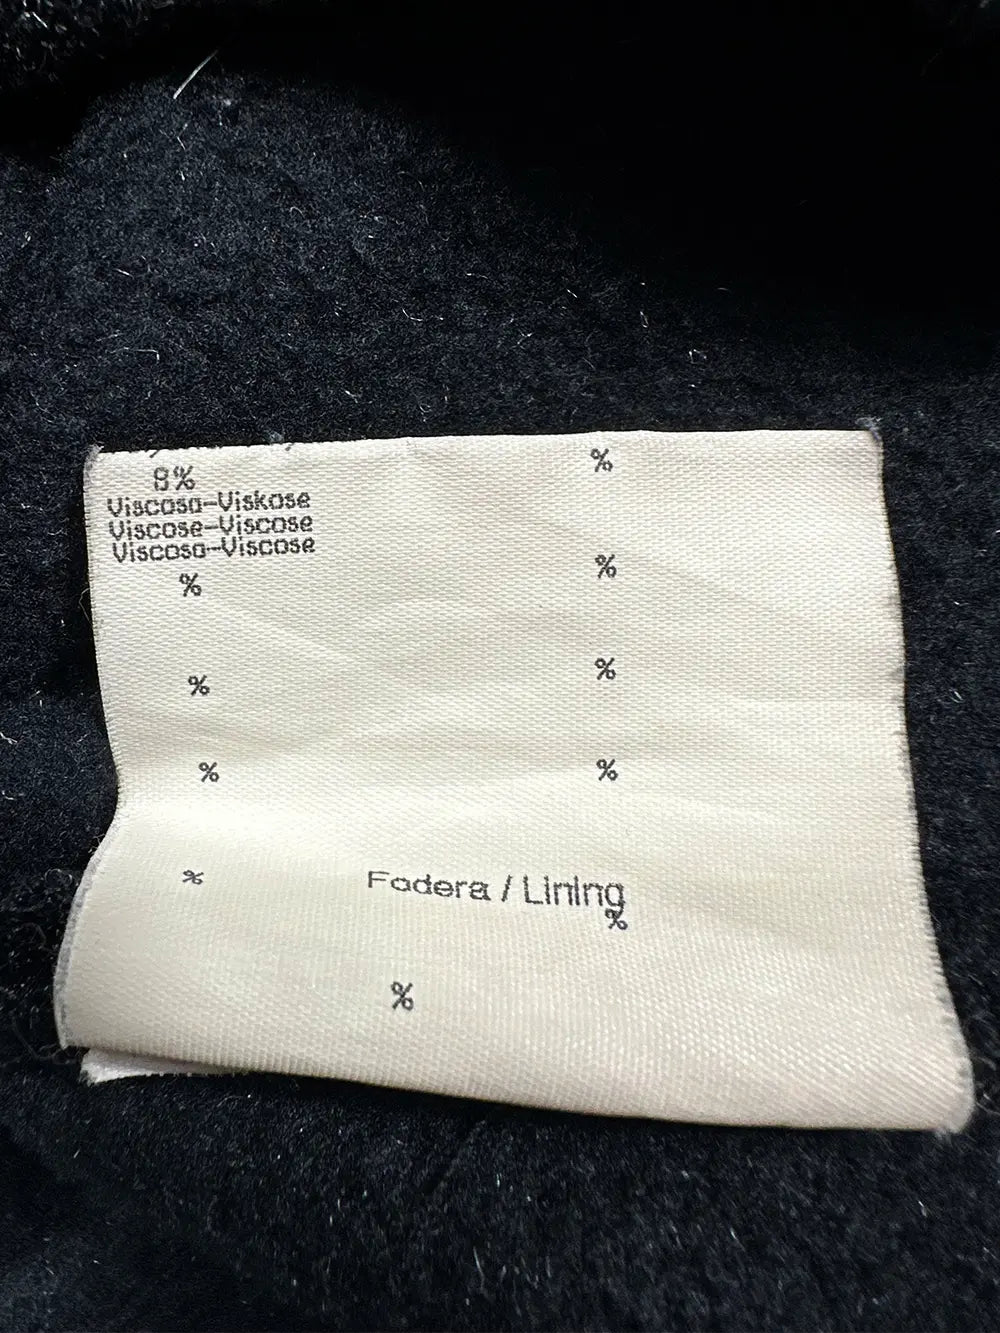 8% %
Viscosa-Viskose
Viscose-Viscose
Viscosa-Viscose
% %
% %
% %
% Fodera / Lining
%
%